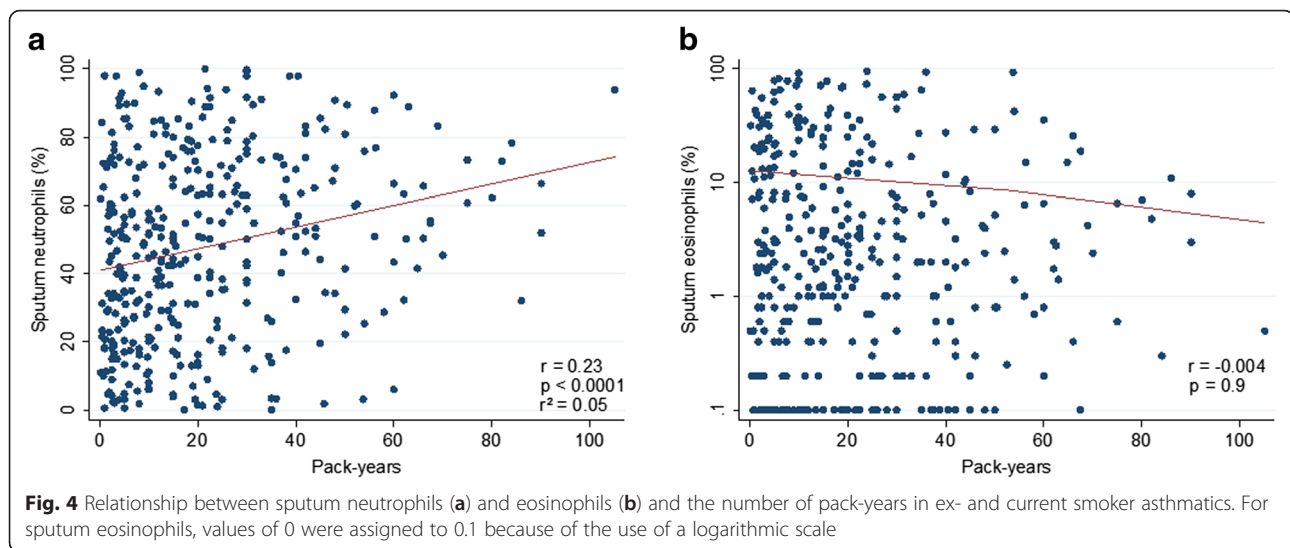 a
Sputum neutrophils (%)
100
80
60
40
20
0
r = 0.23
p < 0.0001
r² = 0.05
0 20 40 60 80 100
Pack-years
b
Sputum eosinophils (%)
100
10
1
.1
r = -0.004
p = 0.9
0 20 40 60 80 100
Pack-years
Fig. 4 Relationship between sputum neutrophils (a) and eosinophils (b) and the number of pack-years in ex- and current smoker asthmatics. For
sputum eosinophils, values of 0 were assigned to 0.1 because of the use of a logarithmic scale